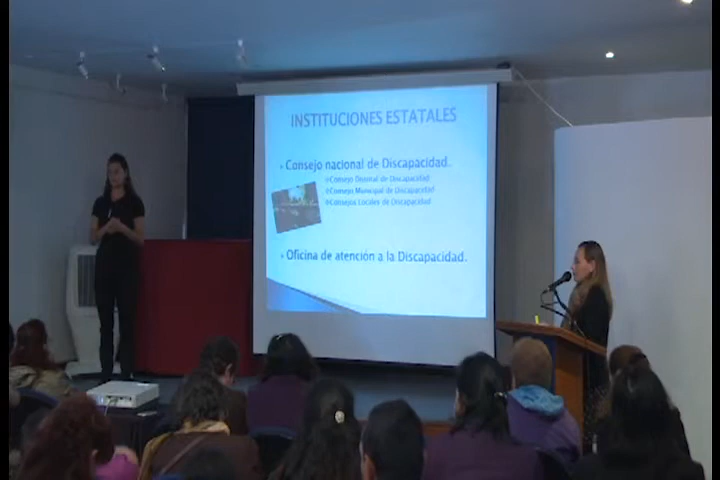 INSTITUCIONES ESTATALES
Consejo nacional de Discapacidad.
Consejo Distrital de Discapacidad
Consejo Municipal de Discapacidad
Consejos Locales de Discapacidad
Oficina de atención a la Discapacidad.